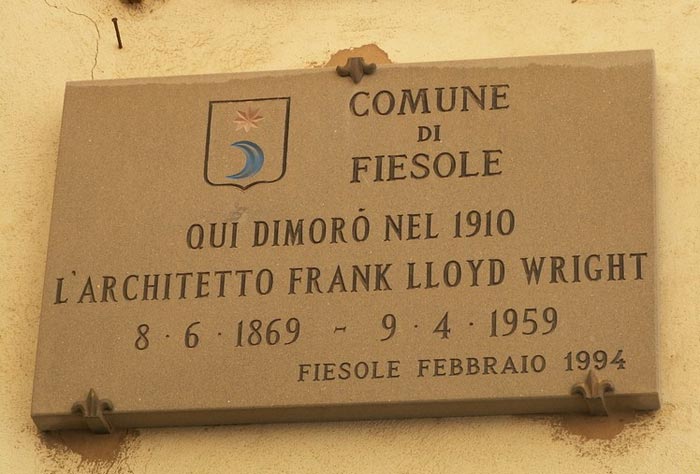 COMUNE
DI
FIESOLE
QUI DIMORÒ NEL 1910
L'ARCHITETTO FRANK LLOYD WRIGHT
8 · 6 · 1869 - 9 · 4 · 1959
FIESOLE FEBBRAIO 1994